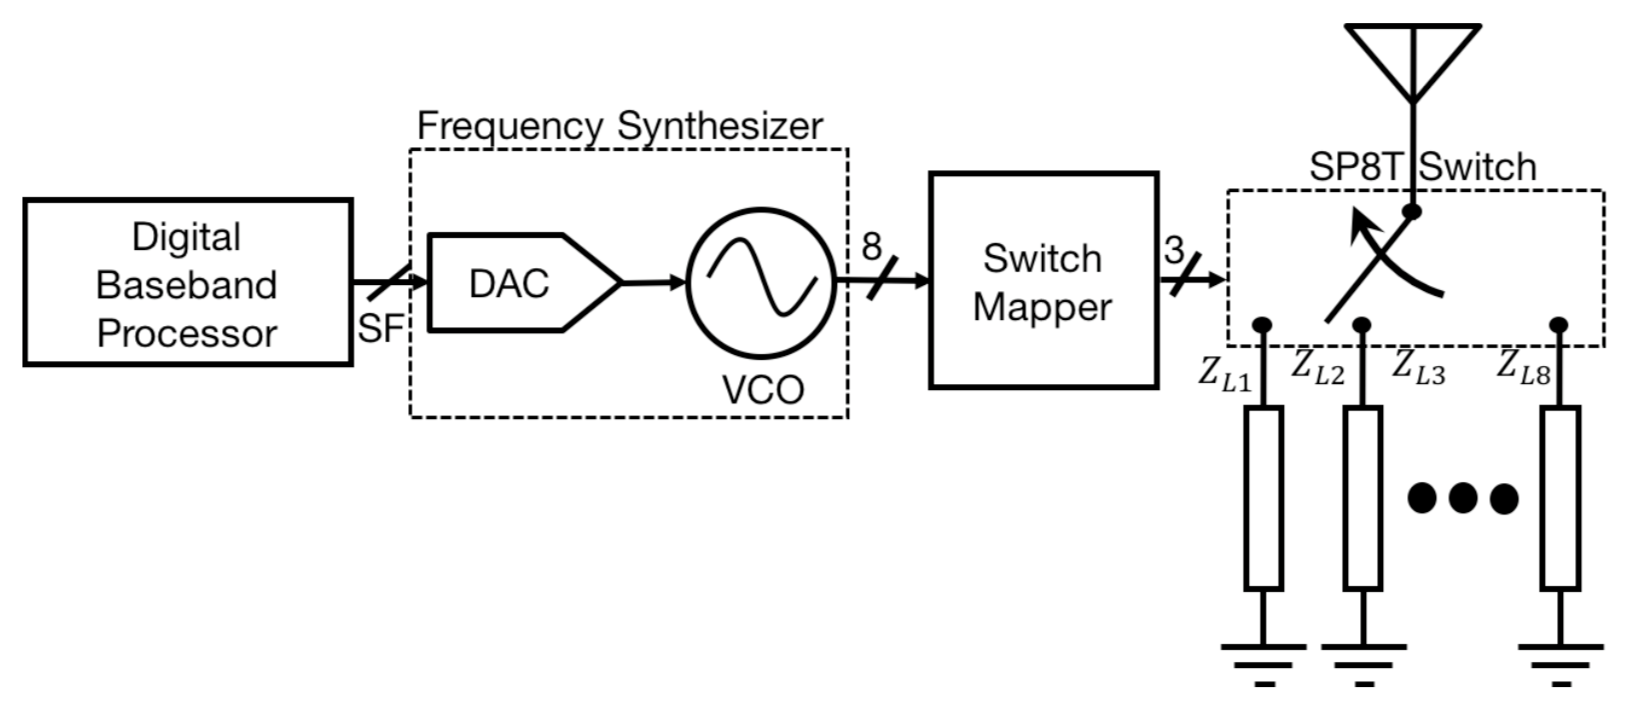 Frequency Synthesizer
Digital
Baseband
Processor
SF
DAC
VCO
8
Switch
Mapper
3
SP8T Switch
Z_{L1}
Z_{L2}
Z_{L3}
Z_{L8}